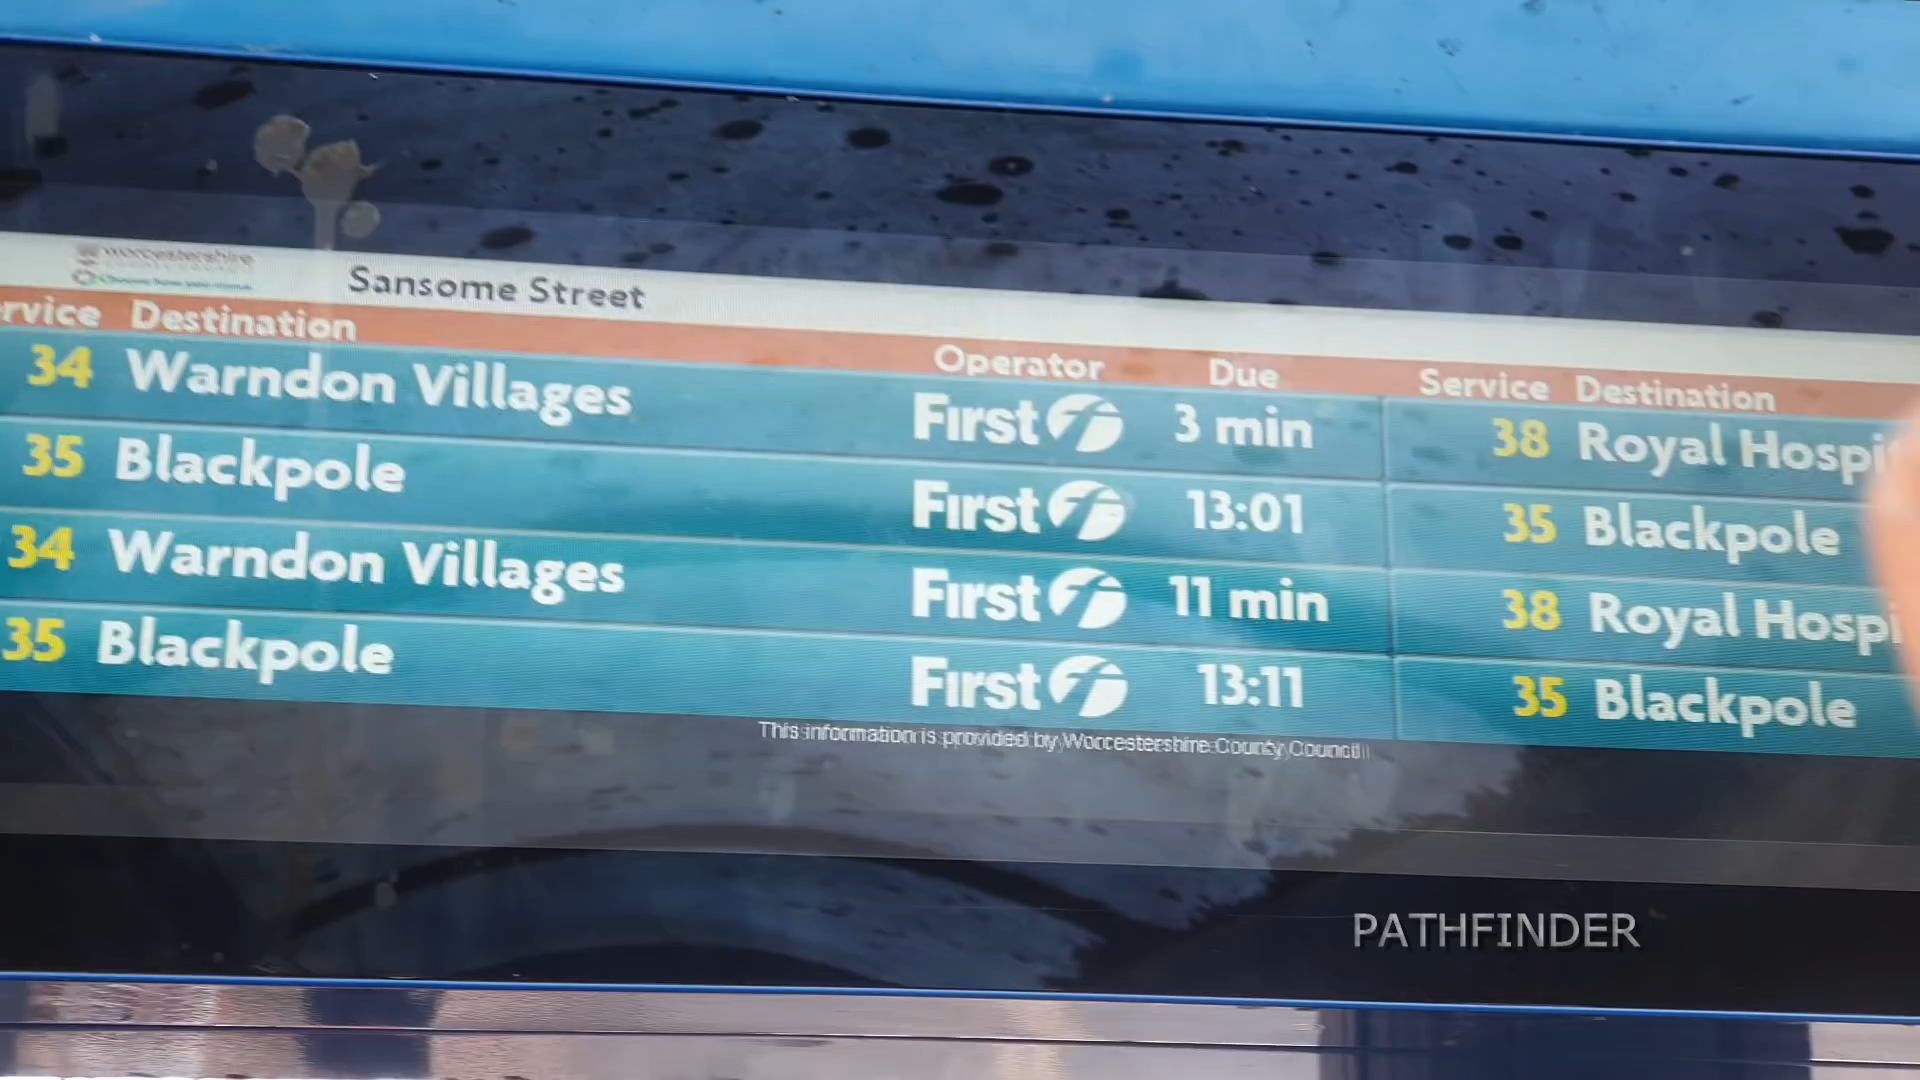 worcestershire
Sansome Street
rvice Destination Operator Due Service Destination
34 Warndon Villages First 3 min 38 Royal Hospi
35 Blackpole First 13:01 35 Blackpole
34 Warndon Villages First 11 min 38 Royal Hospi
35 Blackpole First 13:11 35 Blackpole
This information is provided by Worcestershire County Council
PATHFINDER